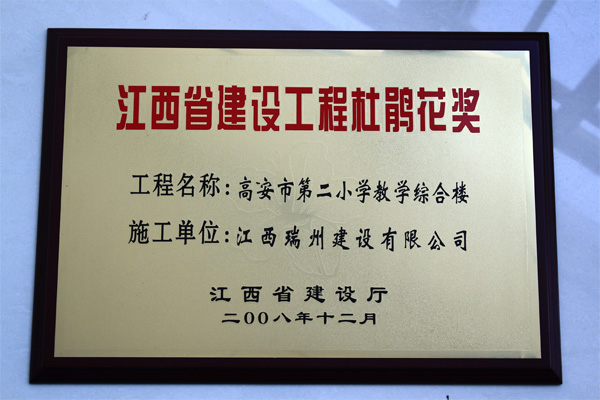 江西省建设工程杜鹃花奖
工程名称:高安市第二小学教学综合楼
施工单位:江西瑞州建设有限公司
江西省建设厅
二00八年十二月